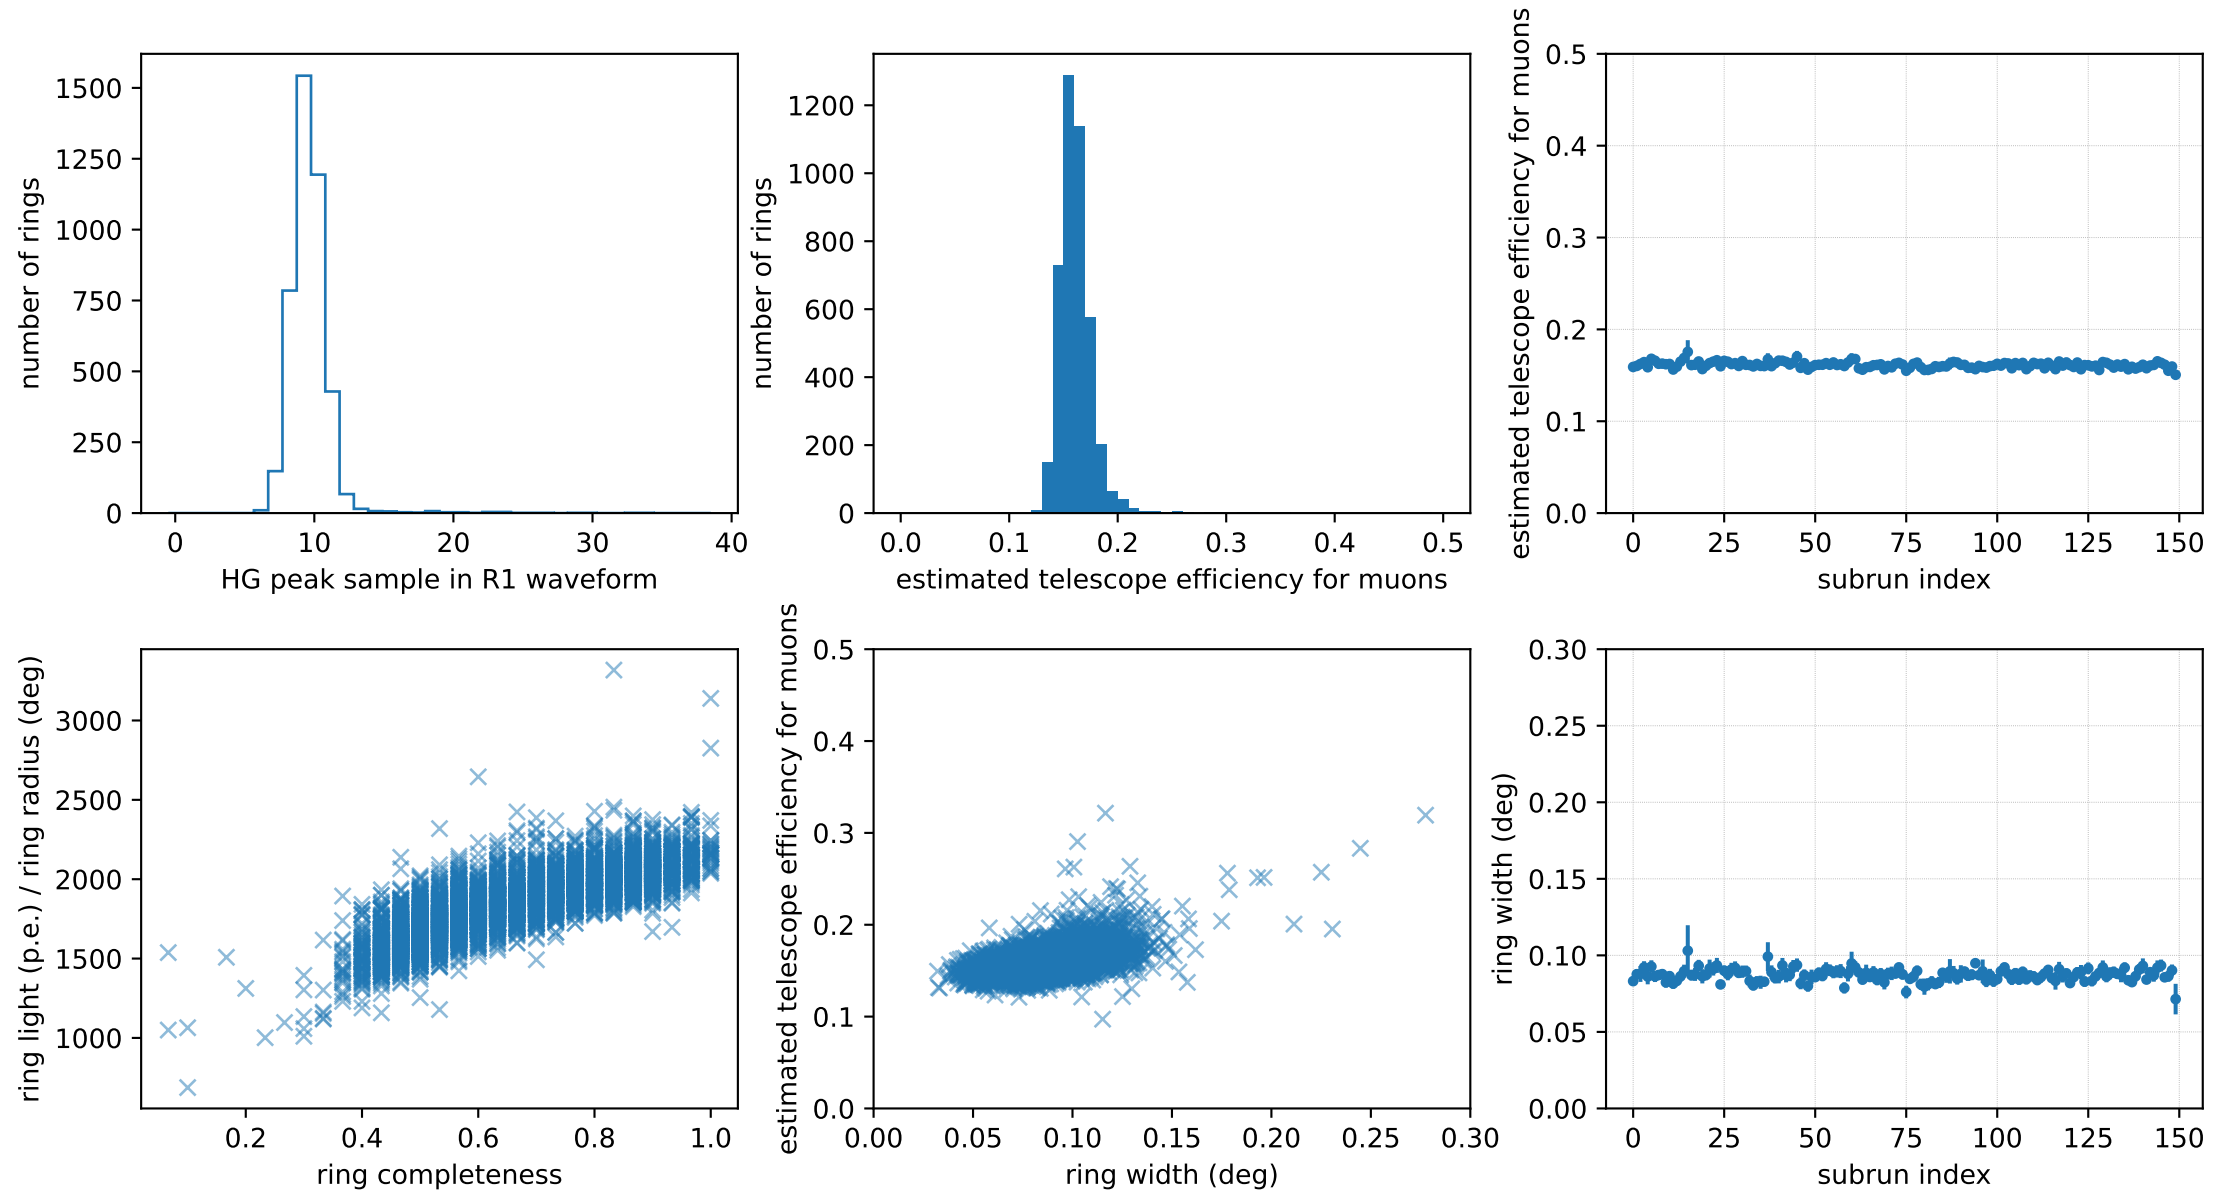 1500
1250
1000
750
500
250
0
number of rings
0 10 20 30 40
HG peak sample in R1 waveform
1200
1000
800
600
400
200
0
number of rings
0.0 0.1 0.2 0.3 0.4 0.5
estimated telescope efficiency for muons
0.5
0.4
0.3
0.2
0.1
0.0
estimated telescope efficiency for muons
0 25 50 75 100 125 150
subrun index
3000
2500
2000
1500
1000
ring light (p.e.) / ring radius (deg)
0.2 0.4 0.6 0.8 1.0
ring completeness
0.5
0.4
0.3
0.2
0.1
0.0
estimated telescope efficiency for muons
0.00 0.05 0.10 0.15 0.20 0.25 0.30
ring width (deg)
0.30
0.25
0.20
0.15
0.10
0.05
0.00
ring width (deg)
0 25 50 75 100 125 150
subrun index